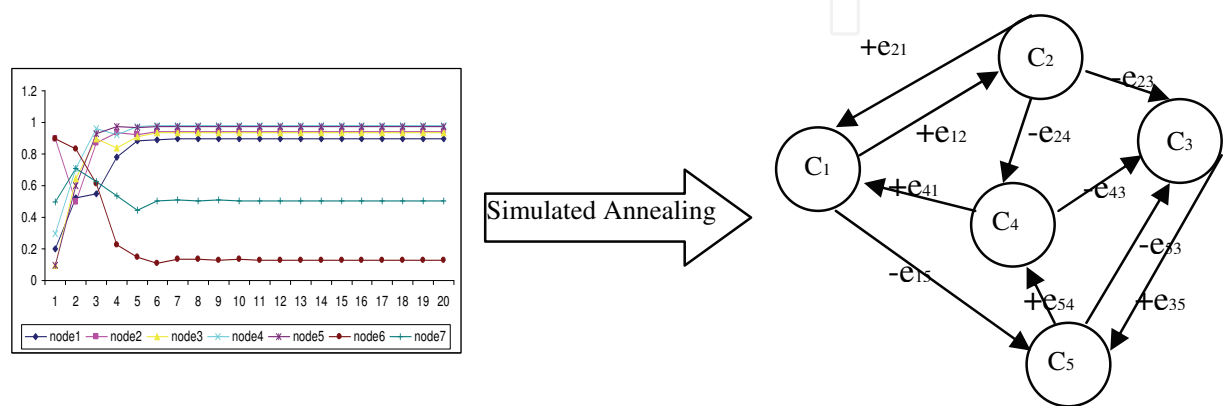 1.2
1
0.8
0.6
0.4
0.2
0
1 2 3 4 5 6 7 8 9 10 11 12 13 14 15 16 17 18 19 20
node1 node2 node3 node4 node5 node6 node7
Simulated Annealing
+e21
C2
-e23
+e12
-e24
C3
C1
+e41
-e43
C4
-e53
-e15
+e54
+e35
C5